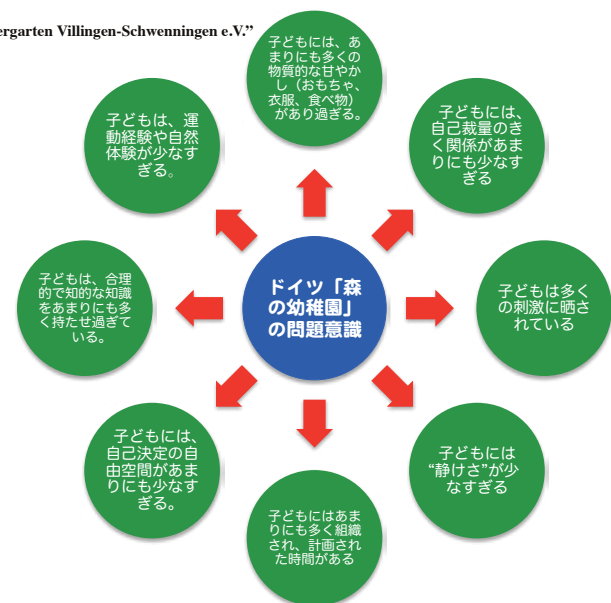 ergarten Villingen-Schwenningen e.V.”
子どもには、あ
まりにも多くの
物質的な甘やか
し（おもちゃ、
衣服、食べ物）
があり過ぎる。
子どもには、
自己裁量のき
く関係があま
りにも少なす
ぎる
子どもは多く
の刺激に晒さ
れている
子どもには
“静けさ”が少
なすぎる
子どもにはあま
りにも多く組織
され、計画され
た時間がある
子どもには、
自己決定の自
由空間があま
りにも少なす
ぎる。
子どもは、合理
的で知的な知識
をあまりにも多
く持たせ過ぎて
いる。
子どもは、運
動経験や自然
体験が少なす
ぎる。
ドイツ「森
の幼稚園」
の問題意識